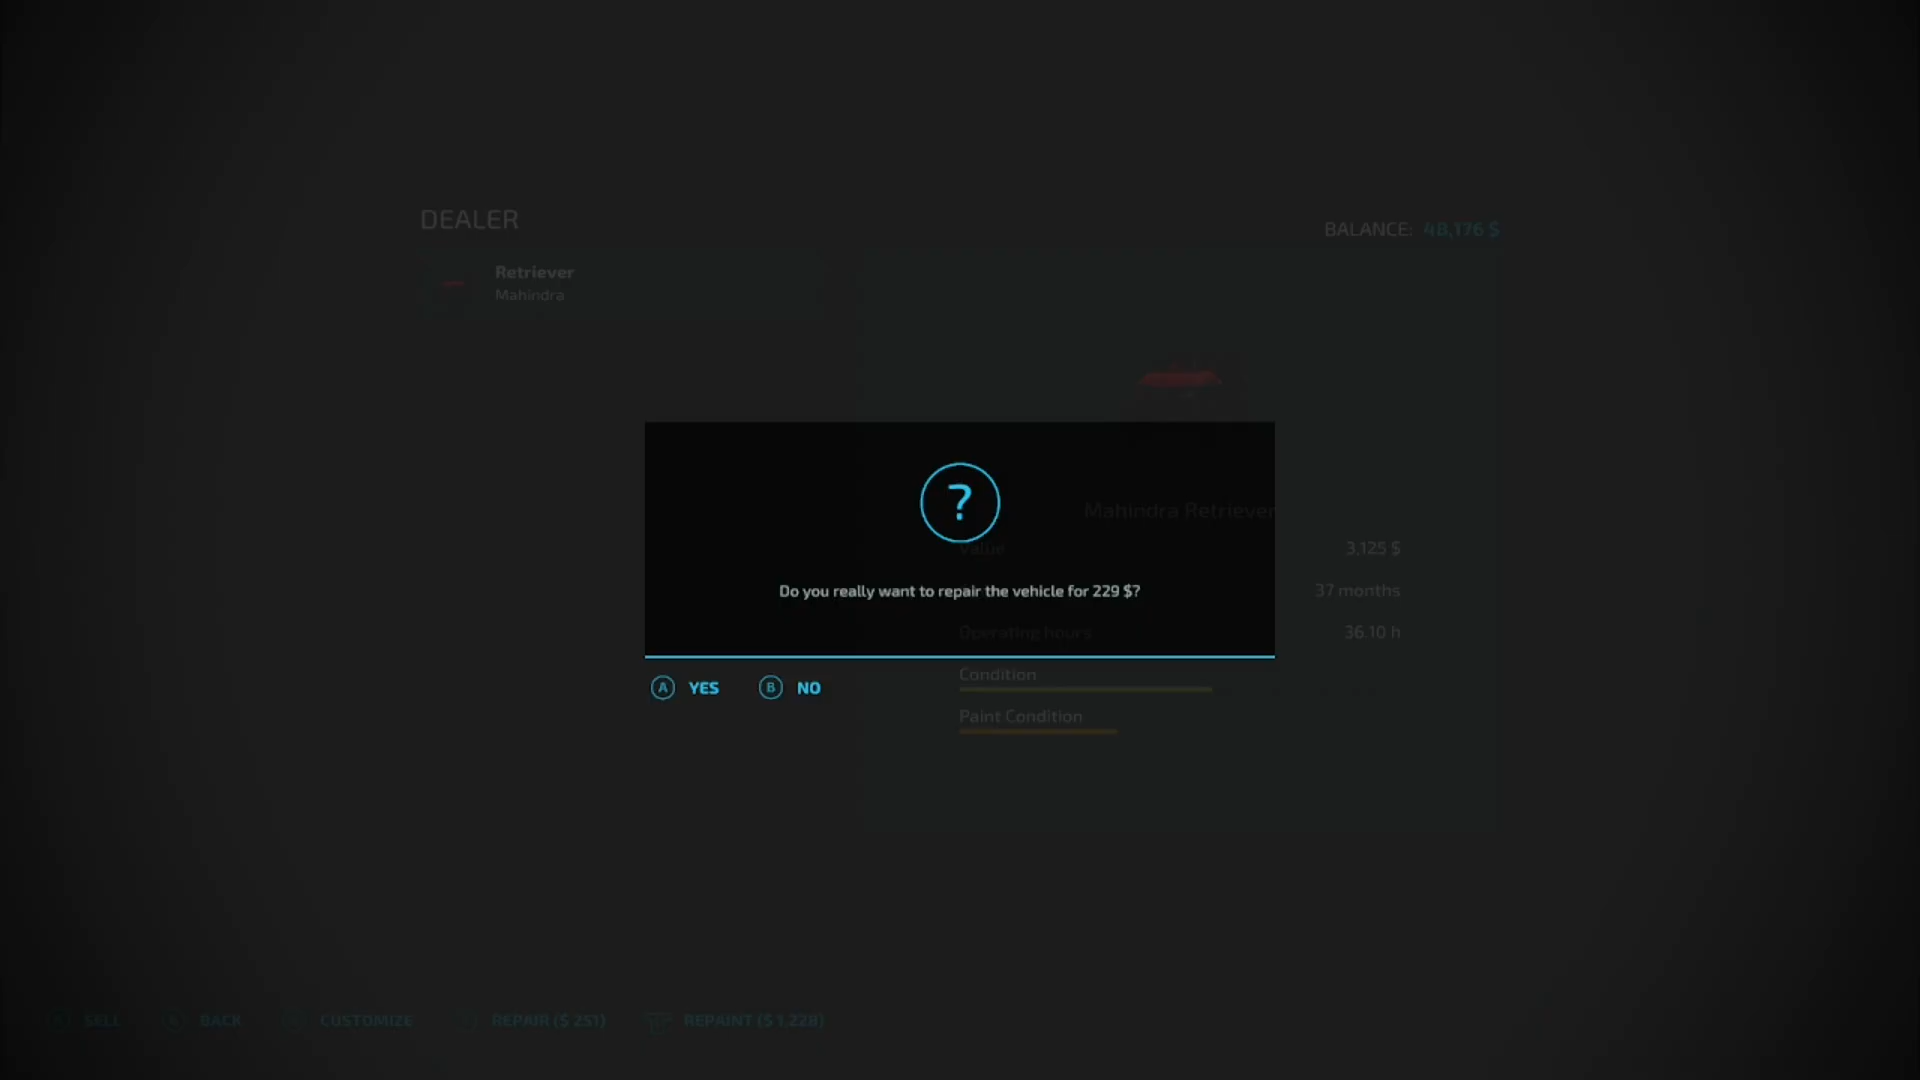 DEALER
BALANCE: 48,176 $
Retriever
Mahindra
?
Mahindra Retriever
Value
3,125 $
Do you really want to repair the vehicle for 229 $?
37 months
Operating hours
36.10 h
Condition
A YES
B NO
Paint Condition
SELL
BACK
CUSTOMIZE
REPAIR ($ 251)
REPAINT ($ 1,228)